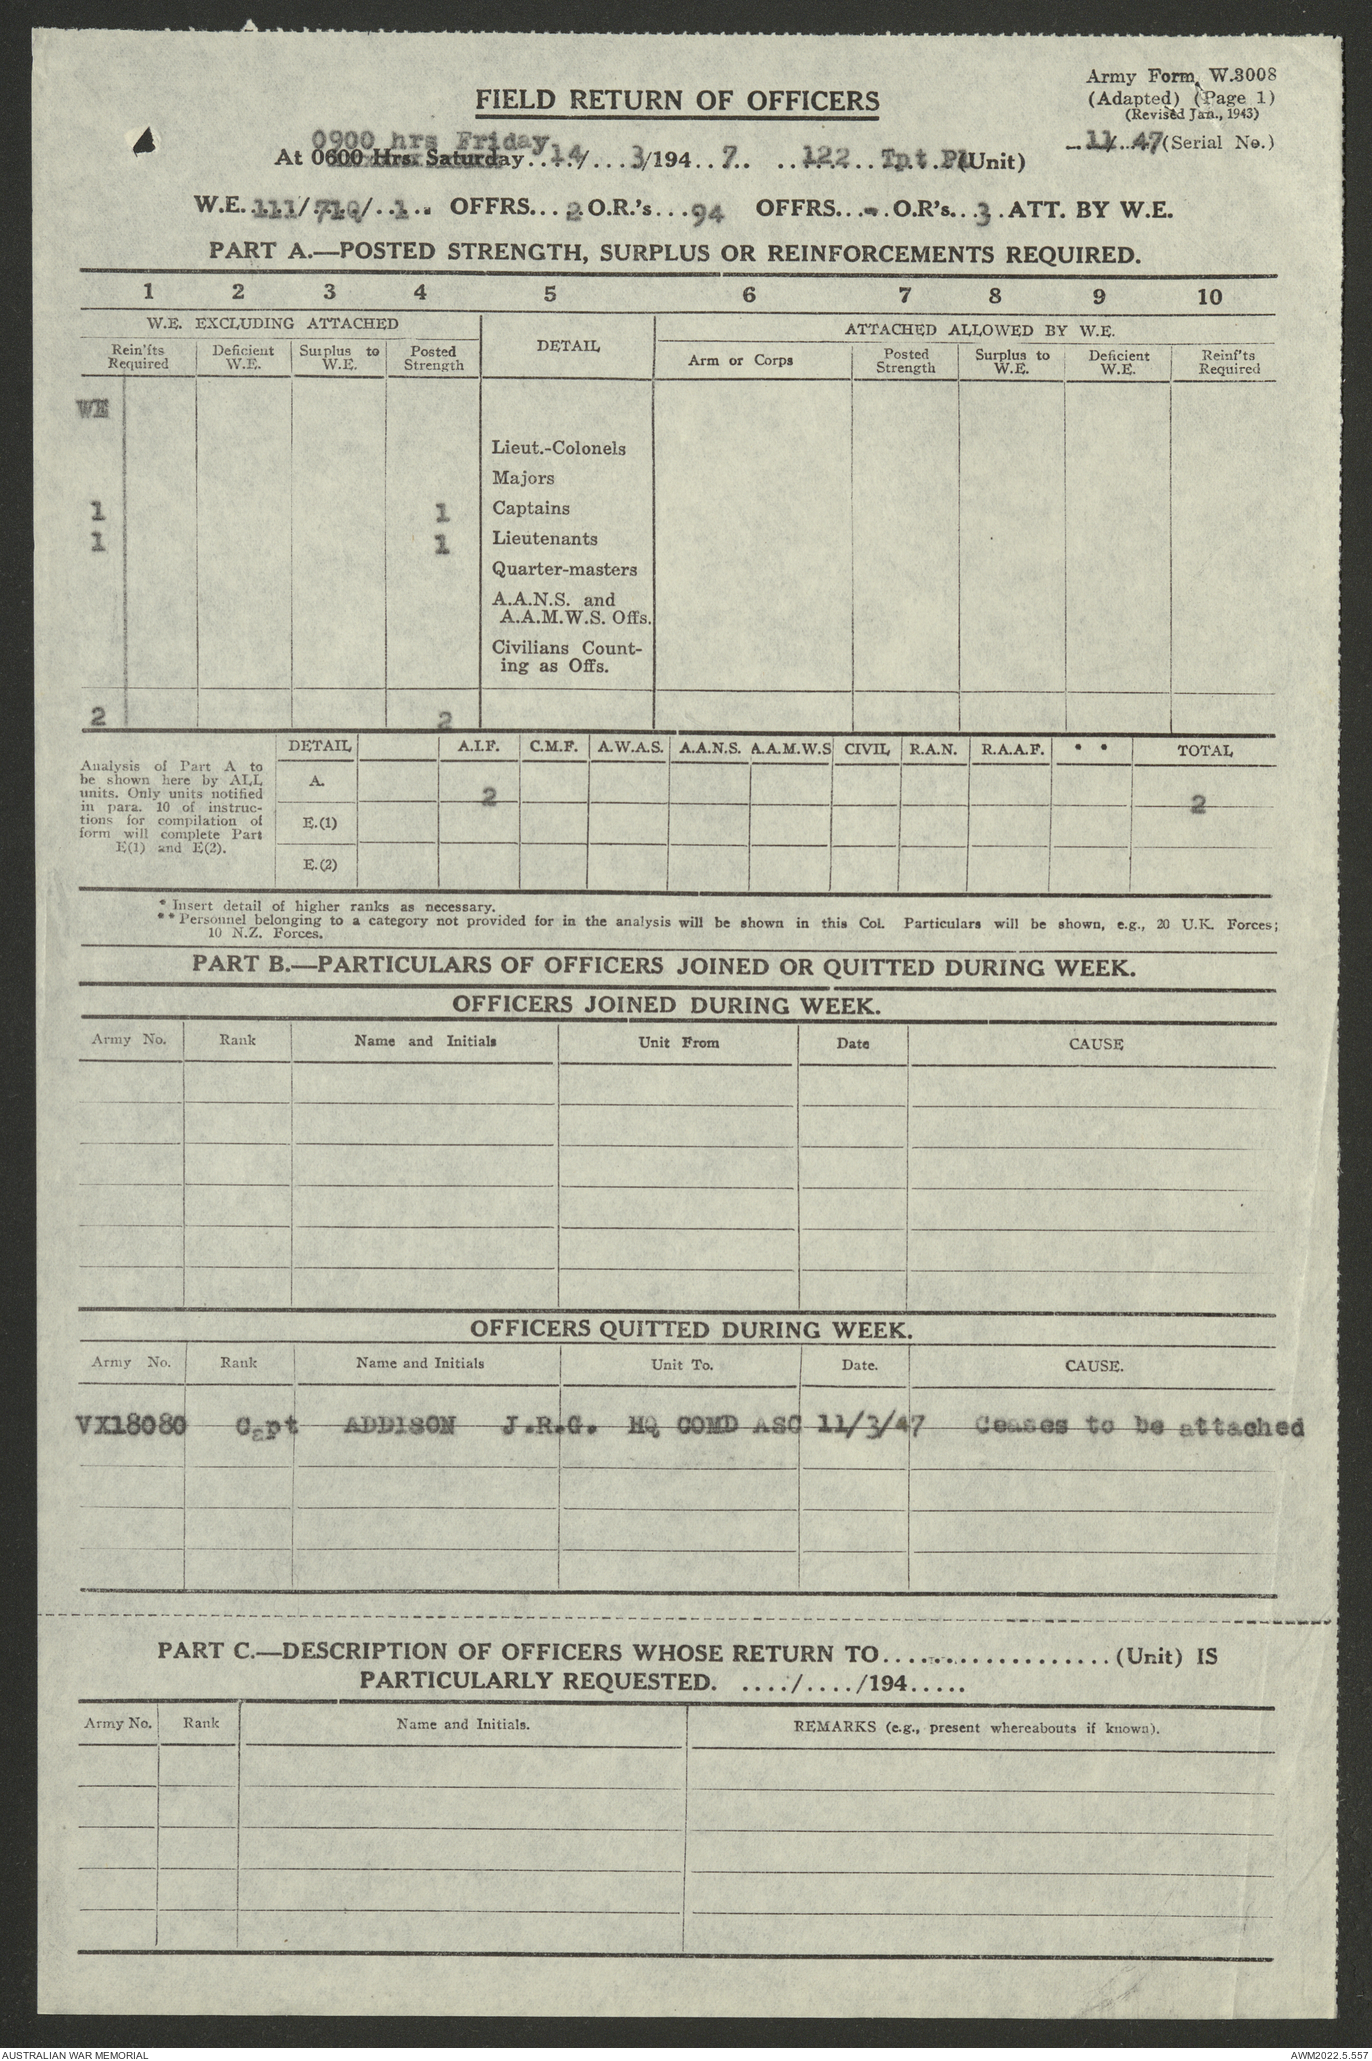 Army Form W.3008
FIELD RETURN OF OFFICERS
(Adapted) (Page 1)
(Revised Jan., 1943)
0900 hrs Friday
At 0600 Hrs. Saturday . . 14/ . . . 3/194 . . 7. . . . 122 . . Tpt. Pl (Unit)
11/. . 47 (Serial No.)
W.E. 111/710/. . 1 . . OFFRS. . . 2 O.R.'s . . . 94 OFFRS. . . - . O.R's. . . 3 . ATT. BY W.E.
PART A.—POSTED STRENGTH, SURPLUS OR REINFORCEMENTS REQUIRED.
1 2 3 4 5 6 7 8 9 10
W.E. EXCLUDING ATTACHED DETAIL ATTACHED ALLOWED BY W.E.
Rein'fts Required Deficient W.E. Surplus to W.E. Posted Strength Arm or Corps Posted Strength Surplus to W.E. Deficient W.E. Reinf'ts Required
WE
Lieut.-Colonels
Majors
1 1 Captains
1 1 Lieutenants
Quarter-masters
A.A.N.S. and
A.A.M.W.S. Offs.
Civilians Count-
ing as Offs.
2 2
DETAIL A.I.F. C.M.F. A.W.A.S. A.A.N.S. A.A.M.W.S CIVIL R.A.N. R.A.A.F. * * TOTAL
Analysis of Part A to
be shown here by ALL
units. Only units notified
in para. 10 of instruc-
tions for compilation of
form will complete Part
E(1) and E(2).
A. 2 2
E.(1)
E.(2)
* Insert detail of higher ranks as necessary.
** Personnel belonging to a category not provided for in the analysis will be shown in this Col. Particulars will be shown, e.g., 20 U.K. Forces;
10 N.Z. Forces.
PART B.—PARTICULARS OF OFFICERS JOINED OR QUITTED DURING WEEK.
OFFICERS JOINED DURING WEEK.
Army No. Rank Name and Initials Unit From Date CAUSE
OFFICERS QUITTED DURING WEEK.
Army No. Rank Name and Initials Unit To. Date. CAUSE.
VX18080 Capt ADDISON J.R.G. HQ COMD ASC 11/3/47 Ceases to be attached
PART C.—DESCRIPTION OF OFFICERS WHOSE RETURN TO.....................(Unit) IS
PARTICULARLY REQUESTED. ..../..../194.....
Army No. Rank Name and Initials. REMARKS (e.g., present whereabouts if known).
AUSTRALIAN WAR MEMORIAL
AWM2022.5.557